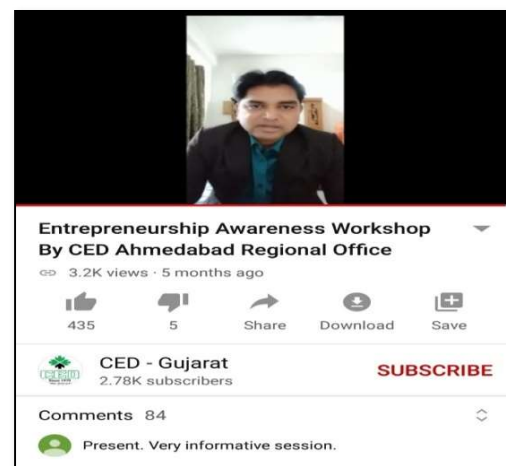 Entrepreneurship Awareness Workshop
By CED Ahmedabad Regional Office
3.2K views · 5 months ago
435 5 Share Download Save
CED - Gujarat
2.78K subscribers
SUBSCRIBE
Comments 84
Present. Very informative session.